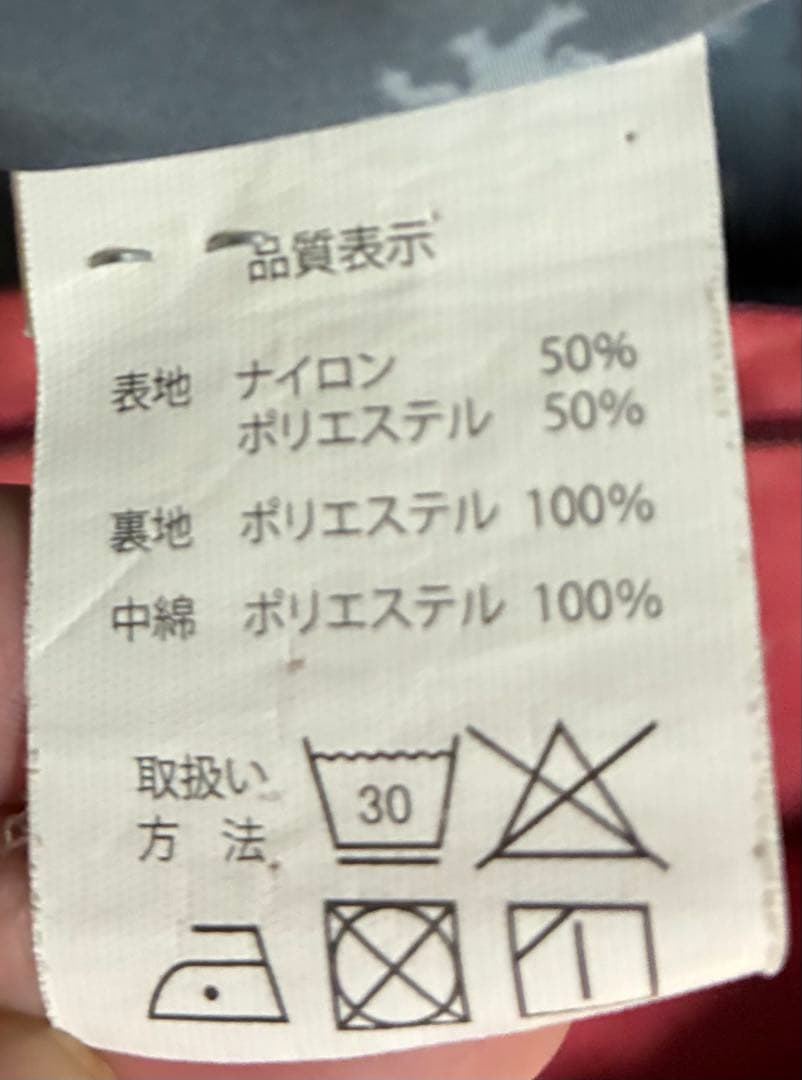 品質表示
表地 ナイロン 50%
ポリエステル 50%
裏地 ポリエステル 100%
中綿 ポリエステル 100%
取扱い
方 法
30